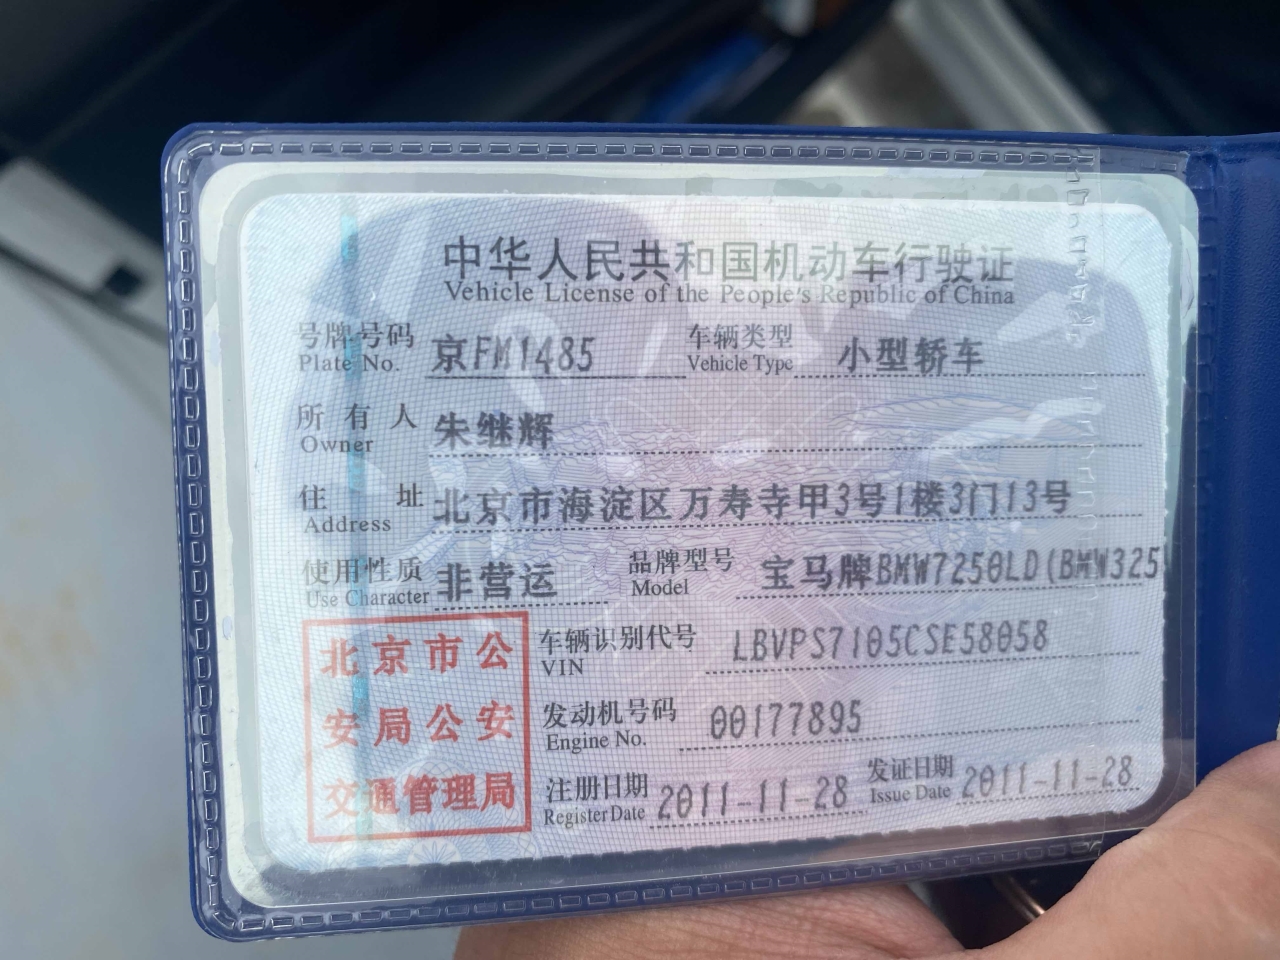 中华人民共和国机动车行驶证
Vehicle License of the People's Republic of China
号牌号码 京FM1485 车辆类型 小型轿车
Plate No. Vehicle Type
所有人 朱继辉
Owner
住址 北京市海淀区万寿寺甲3号1楼3门13号
Address
使用性质 非营运 品牌型号 宝马牌BMW7250LD(BMW325
Use Character Model
北京市公
安局公安
交通管理局
车辆识别代号 LBVPS7105CSE58058
VIN
发动机号码 00177895
Engine No.
注册日期 2011-11-28 发证日期 2011-11-28
Register Date Issue Date